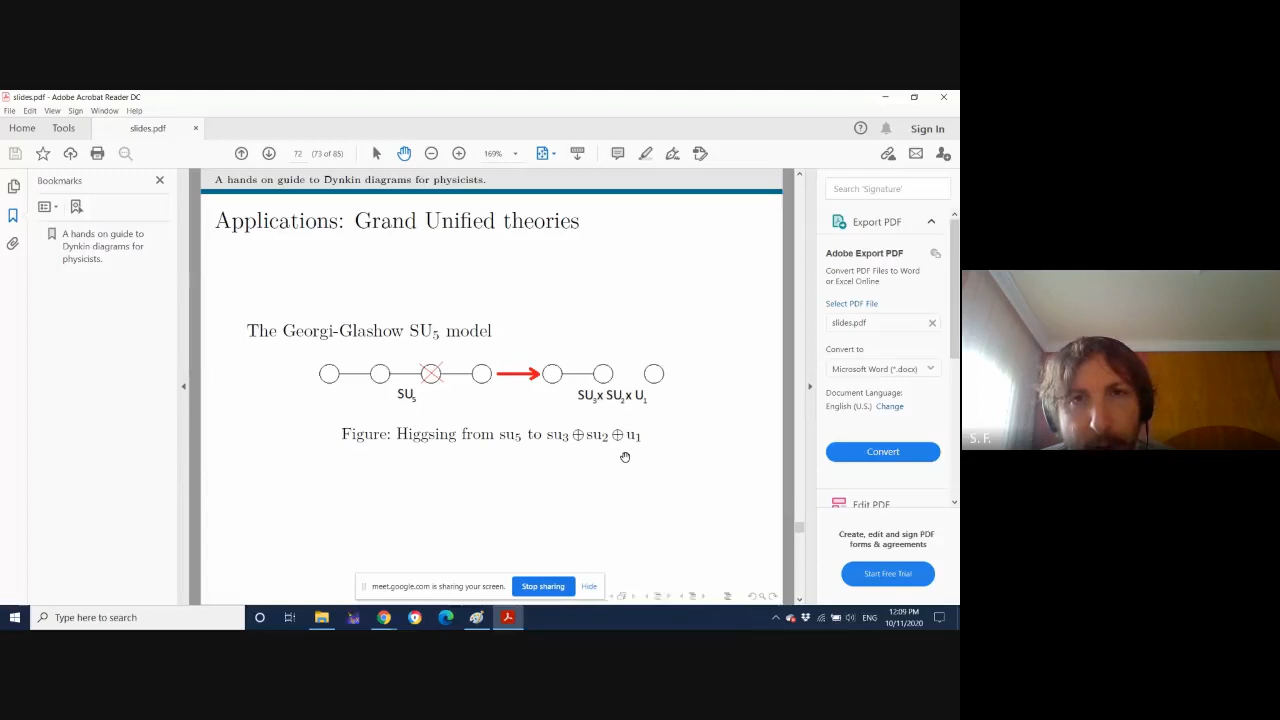 slides.pdf - Adobe Acrobat Reader DC
File Edit View Sign Window Help
Home Tools slides.pdf × Sign In
72 (73 of 85) 169%
Bookmarks
A hands on guide to
Dynkin diagrams for
physicists.
A hands on guide to Dynkin diagrams for physicists.
Applications: Grand Unified theories
The Georgi-Glashow SU₅ model
SU₅
SU₃x SU₂x U₁
Figure: Higgsing from su₅ to su₃ ⊕ su₂ ⊕ u₁
Search 'Signature'
Export PDF
Adobe Export PDF
Convert PDF Files to Word
or Excel Online
Select PDF File
slides.pdf
Convert to
Microsoft Word (*.docx)
Document Language:
English (U.S.) Change
Convert
Edit PDF
Create, edit and sign PDF
forms & agreements
Start Free Trial
meet.google.com is sharing your screen. Stop sharing Hide
Type here to search
ENG
12:09 PM
10/11/2020
S. F.